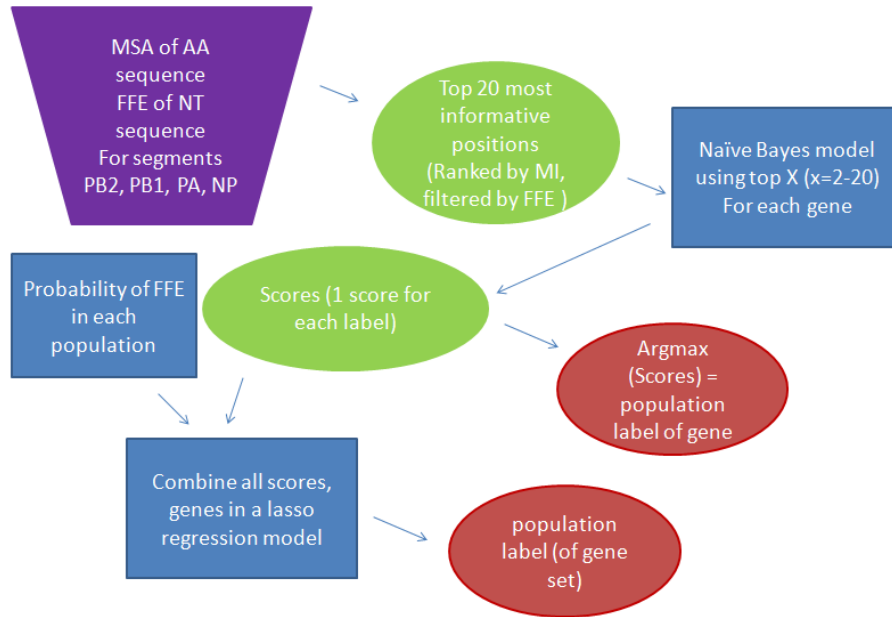 MSA of AA
sequence
FFE of NT
sequence
For segments
PB2, PB1, PA, NP
Top 20 most
informative
positions
(Ranked by MI,
filtered by FFE )
Naïve Bayes model
using top X (x=2-20)
For each gene
Probability of FFE
in each
population
Scores (1 score for
each label)
Argmax
(Scores) =
population
label of gene
Combine all scores,
genes in a lasso
regression model
population
label (of gene
set)